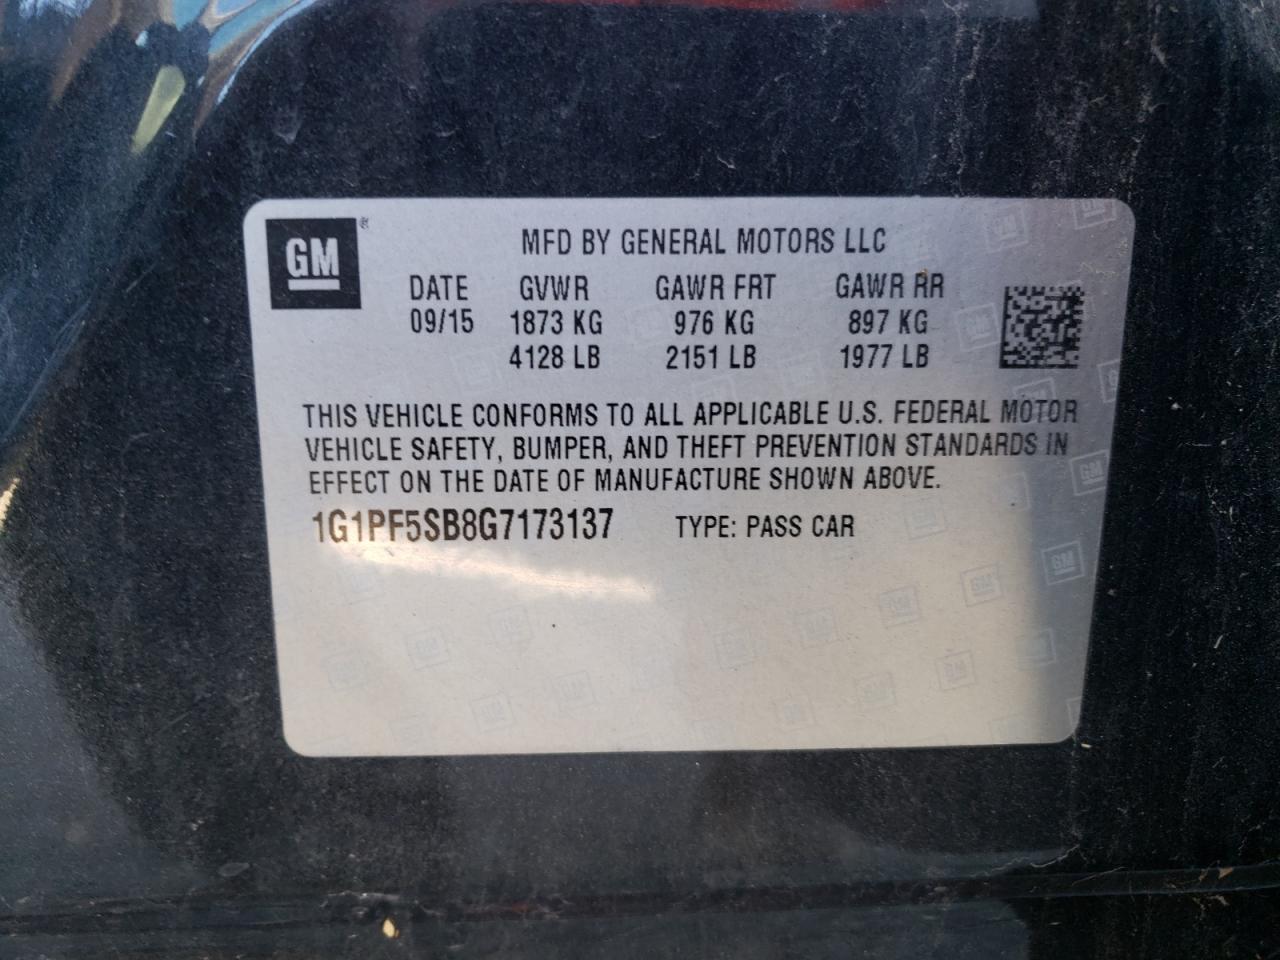 GM ®
MFD BY GENERAL MOTORS LLC
DATE GVWR GAWR FRT GAWR RR
09/15 1873 KG 976 KG 897 KG
4128 LB 2151 LB 1977 LB
THIS VEHICLE CONFORMS TO ALL APPLICABLE U.S. FEDERAL MOTOR
VEHICLE SAFETY, BUMPER, AND THEFT PREVENTION STANDARDS IN
EFFECT ON THE DATE OF MANUFACTURE SHOWN ABOVE.
1G1PF5SB8G7173137 TYPE: PASS CAR